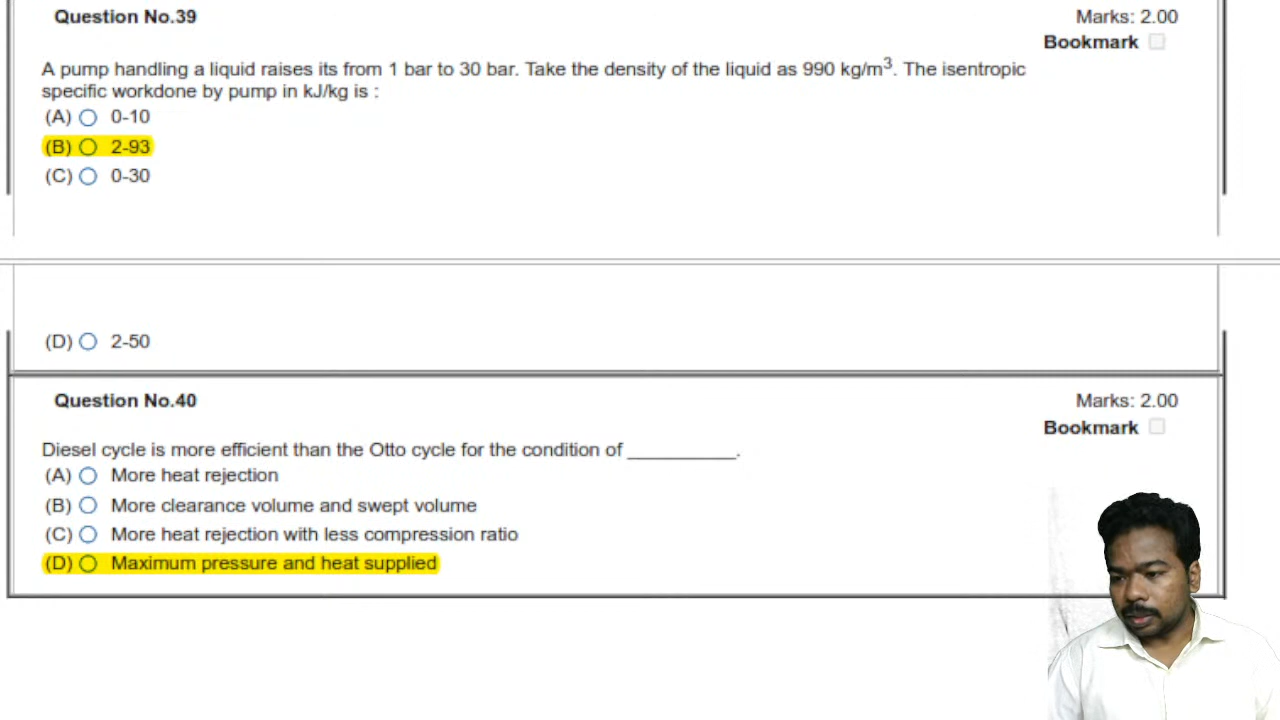 Question No.39
Marks: 2.00
Bookmark
A pump handling a liquid raises its from 1 bar to 30 bar. Take the density of the liquid as 990 kg/m³. The isentropic
specific workdone by pump in kJ/kg is :
(A) 0-10
(B) 2-93
(C) 0-30
(D) 2-50
Question No.40
Marks: 2.00
Bookmark
Diesel cycle is more efficient than the Otto cycle for the condition of __________.
(A) More heat rejection
(B) More clearance volume and swept volume
(C) More heat rejection with less compression ratio
(D) Maximum pressure and heat supplied